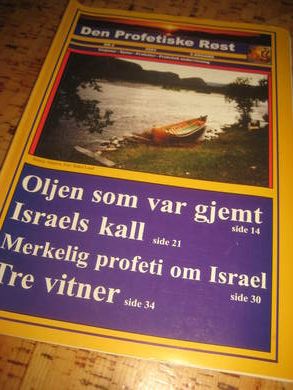 Den Profetiske Røst
Oljen som var gjemt
side 14
Israels kall side 21
Merkelig profeti om Israel
side 30
Tre vitner side 34